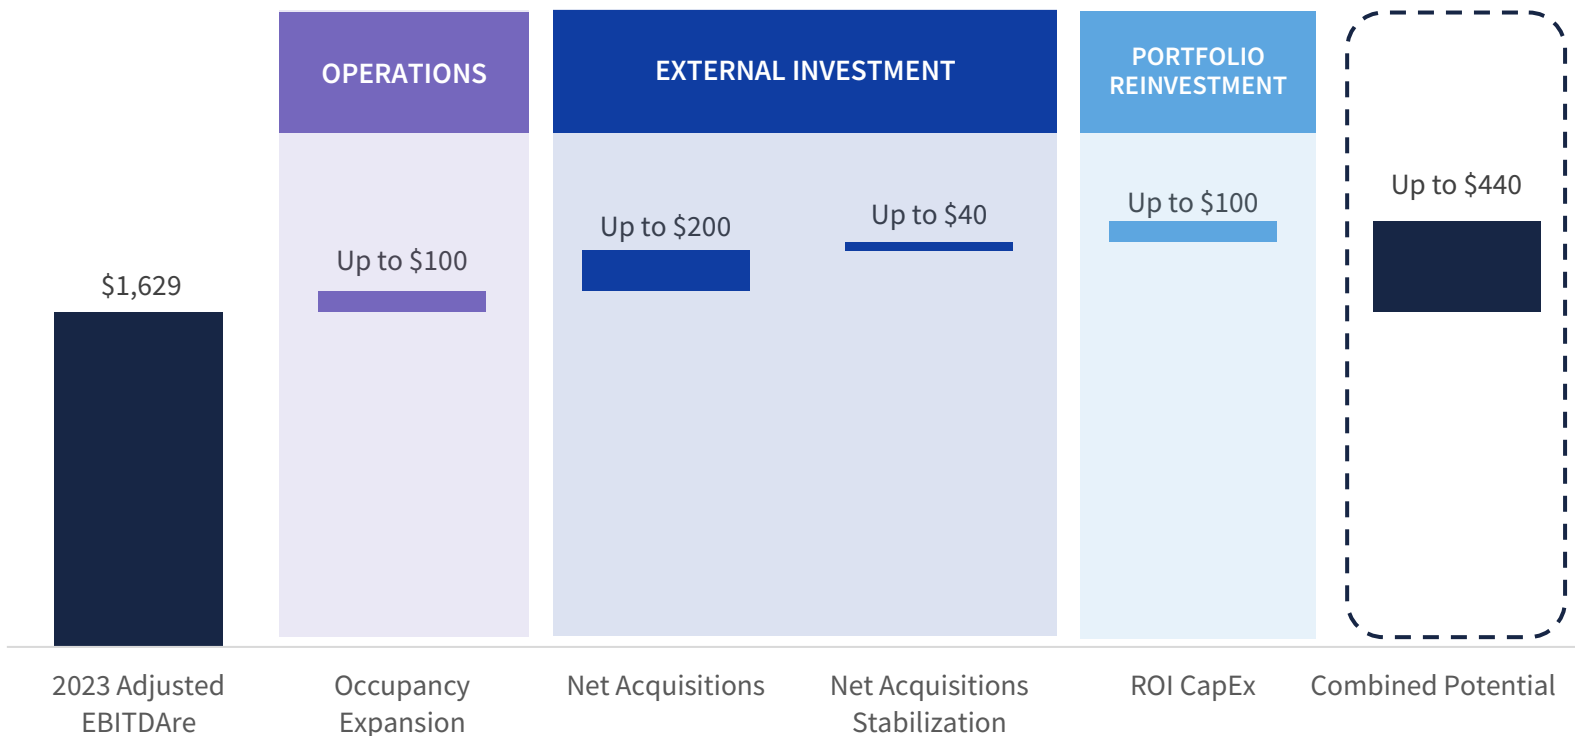 OPERATIONS
EXTERNAL INVESTMENT
PORTFOLIO
REINVESTMENT
$1,629
Up to $100
Up to $200
Up to $40
Up to $100
Up to $440
2023 Adjusted
EBITDAre
Occupancy
Expansion
Net Acquisitions
Net Acquisitions
Stabilization
ROI CapEx
Combined Potential